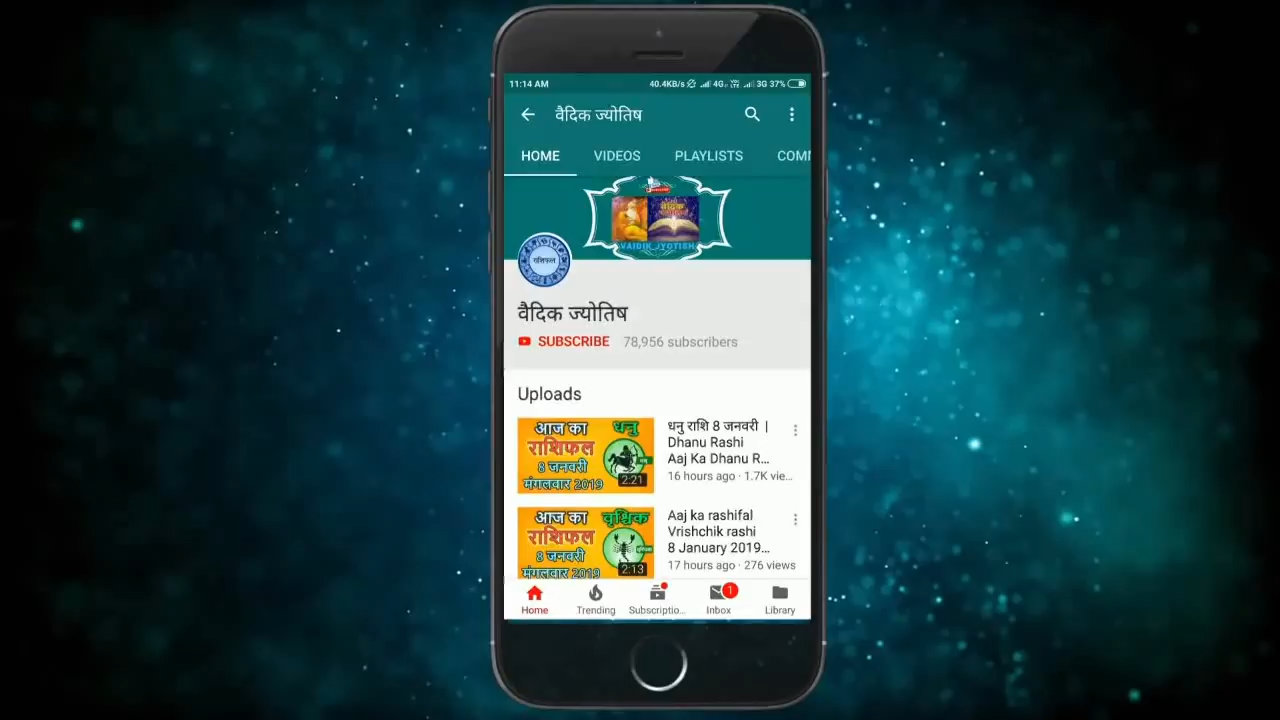 11:14 AM 40.4KB/s 4G 3G 37%
वैदिक ज्योतिष
HOME VIDEOS PLAYLISTS COMM
वैदिक
VAIDIK JYOTISH
राशिफल
वैदिक ज्योतिष
SUBSCRIBE 78,956 subscribers
Uploads
आज का धनु
राशिफल
8 जनवरी
मंगलवार 2019
2:21
धनु राशि 8 जनवरी |
Dhanu Rashi
Aaj Ka Dhanu R...
16 hours ago · 1.7K vie...
आज का वृश्चिक
राशिफल
8 जनवरी
मंगलवार 2019
2:13
Aaj ka rashifal
Vrishchik rashi
8 January 2019...
17 hours ago · 276 views
1
Home Trending Subscriptio... Inbox Library